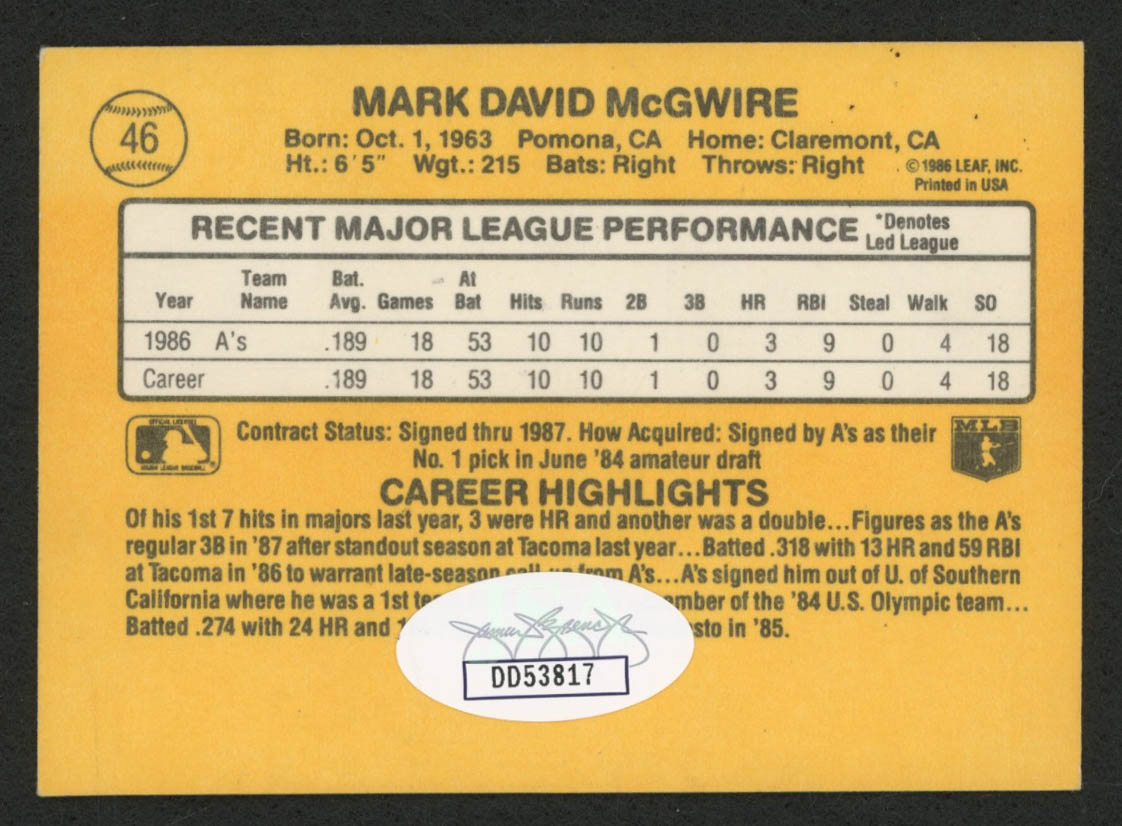 46
MARK DAVID McGWIRE
Born: Oct. 1, 1963 Pomona, CA Home: Claremont, CA
Ht.: 6'5" Wgt.: 215 Bats: Right Throws: Right
©1986 LEAF, INC.
Printed in USA
RECENT MAJOR LEAGUE PERFORMANCE *Denotes Led League
Year Team Name Bat. Avg. Games At Bat Hits Runs 2B 3B HR RBI Steal Walk SO
1986 A's .189 18 53 10 10 1 0 3 9 0 4 18
Career .189 18 53 10 10 1 0 3 9 0 4 18
Contract Status: Signed thru 1987. How Acquired: Signed by A's as their
No. 1 pick in June '84 amateur draft
MLB
CAREER HIGHLIGHTS
Of his 1st 7 hits in majors last year, 3 were HR and another was a double...Figures as the A's
regular 3B in '87 after standout season at Tacoma last year...Batted .318 with 13 HR and 59 RBI
at Tacoma in '86 to warrant late-season call-up from A's...A's signed him out of U. of Southern
California where he was a 1st of the '84 U.S. Olympic team...
Batted .274 with 24 HR and in '85.
DD53817